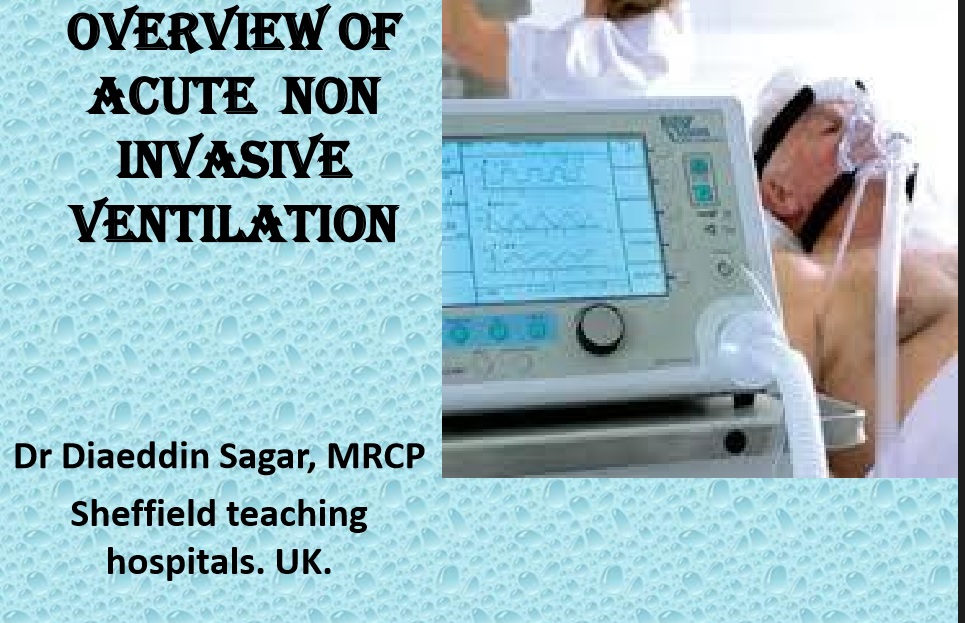 OVERVIEW OF
ACUTE NON
INVASIVE
VENTILATION
Dr Diaeddin Sagar, MRCP
Sheffield teaching
hospitals. UK.